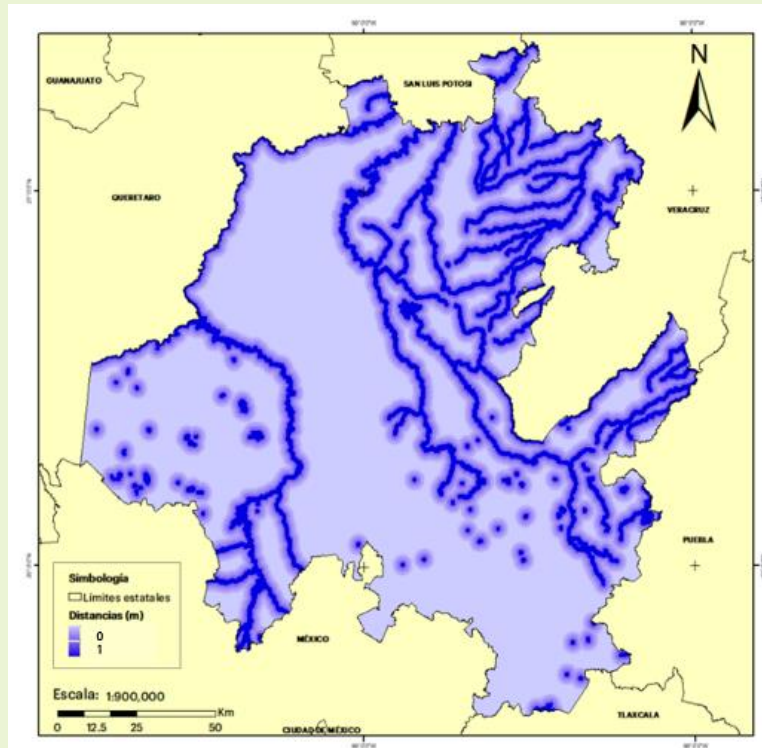 N
GUANAJUATO
SAN LUIS POTOSI
QUERETARO
VERACRUZ
PUEBLA
MÉXICO
TLAXCALA
CIUDAD DE MÉXICO
Simbología
Límites estatales
Distancias (m)
0
1
Escala: 1:900,000
Km
0 12.5 25 50